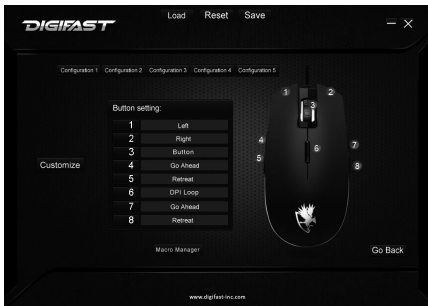 DIGIFAST
Load Reset Save
Configuration 1 Configuration 2 Configuration 3 Configuration 4 Configuration 5
Button setting:
1 Left
2 Right
3 Button
4 Go Ahead
5 Retreat
6 DPI Loop
7 Go Ahead
8 Retreat
Customize
Macro Manager
1 2
3
4
5
6
7
8
Go Back
www.digifast-inc.com